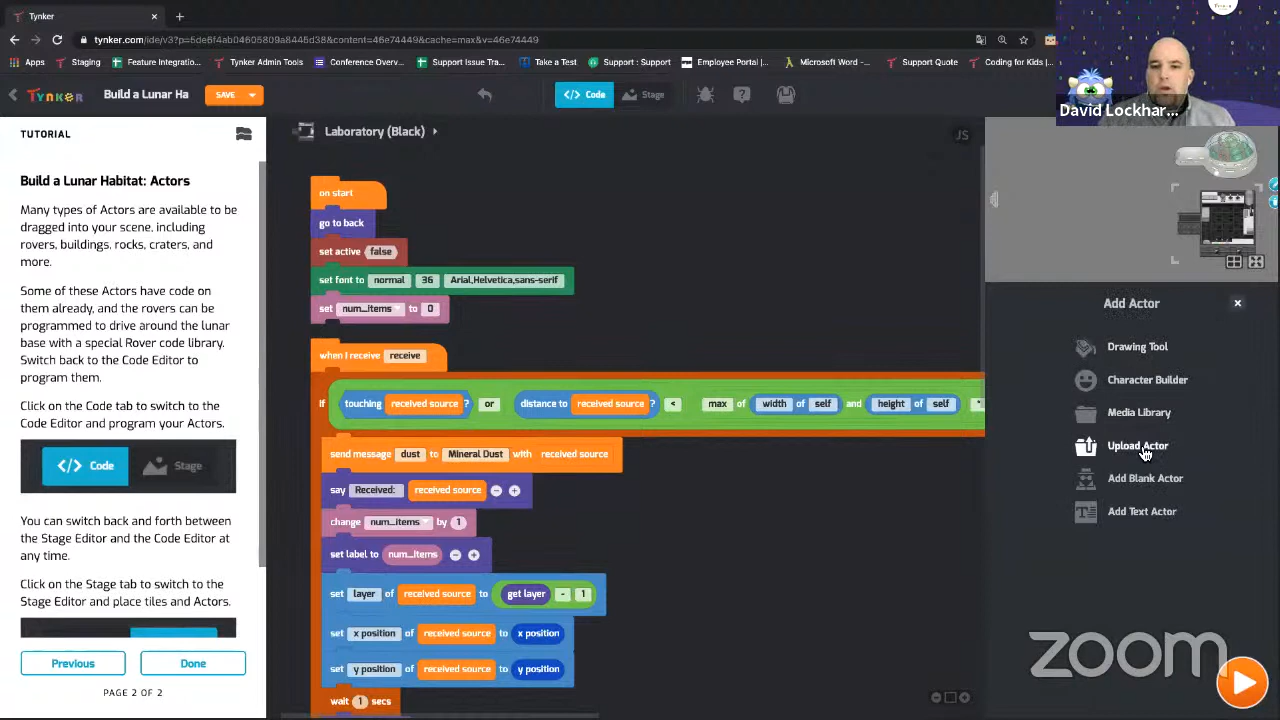 Tynker
tynker.com/ide/v3?p=5de6f4ab04605809a8445d38&content=46e74449&cache=max&v=46e74449
Apps Staging Feature Integratio... Tynker Admin Tools Conference Overv... Support Issue Trac... Take a Test Support : Support Employee Portal /... Microsoft Word -... Support Quote Coding for Kids |...
TYNKER Build a Lunar Ha SAVE </> Code Stage
David Lockhar...
TUTORIAL
Laboratory (Black)
JS
Build a Lunar Habitat: Actors
Many types of Actors are available to be
dragged into your scene, including
rovers, buildings, rocks, craters, and
more.
Some of these Actors have code on
them already, and the rovers can be
programmed to drive around the lunar
base with a special Rover code library.
Switch back to the Code Editor to
program them.
Click on the Code tab to switch to the
Code Editor and program your Actors.
</> Code Stage
You can switch back and forth between
the Stage Editor and the Code Editor at
any time.
Click on the Stage tab to switch to the
Stage Editor and place tiles and Actors.
Previous Done
PAGE 2 OF 2
on start
go to back
set active false
set font to normal 36 Arial,Helvetica,sans-serif
set num_items to 0
when I receive receive
if touching received source ? or distance to received source ? < max of width of self and height of self
send message dust to Mineral Dust with received source
say Received: received source
change num_items by 1
set label to num_items
set layer of received source to get layer - 1
set x position of received source to x position
set y position of received source to y position
wait 1 secs
Add Actor
Drawing Tool
Character Builder
Media Library
Upload Actor
Add Blank Actor
Add Text Actor
zoom